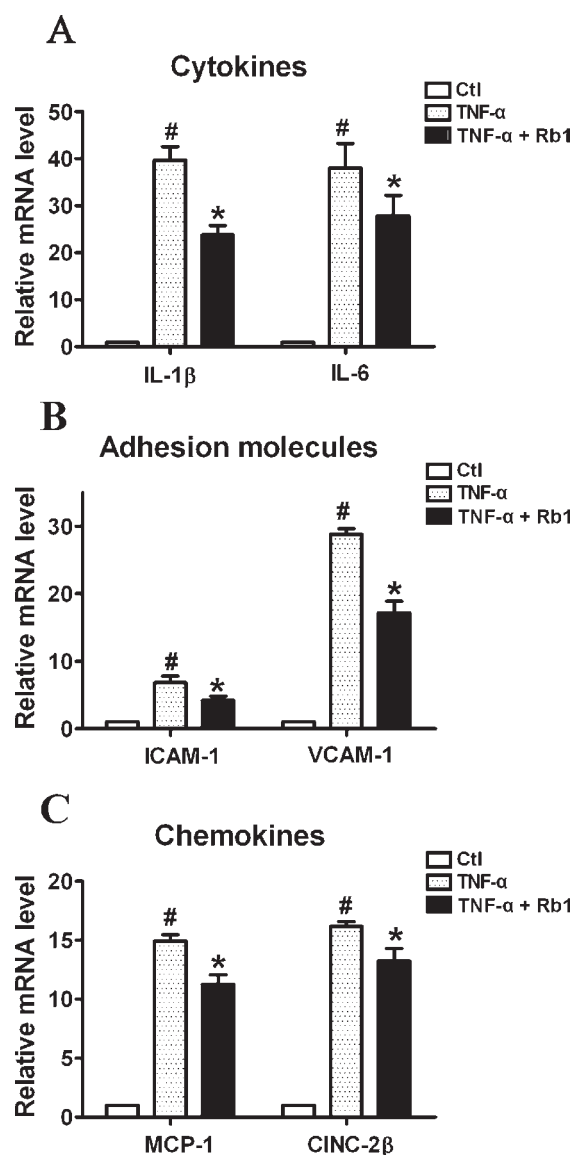 A
Cytokines
Ctl
TNF-α
TNF-α + Rb1
Relative mRNA level
50
40
30
20
10
0
#
*
#
*
IL-1β
IL-6
B
Adhesion molecules
Ctl
TNF-α
TNF-α + Rb1
Relative mRNA level
30
20
10
0
#
*
#
*
ICAM-1
VCAM-1
C
Chemokines
Ctl
TNF-α
TNF-α + Rb1
Relative mRNA level
20
15
10
5
0
#
*
#
*
MCP-1
CINC-2β